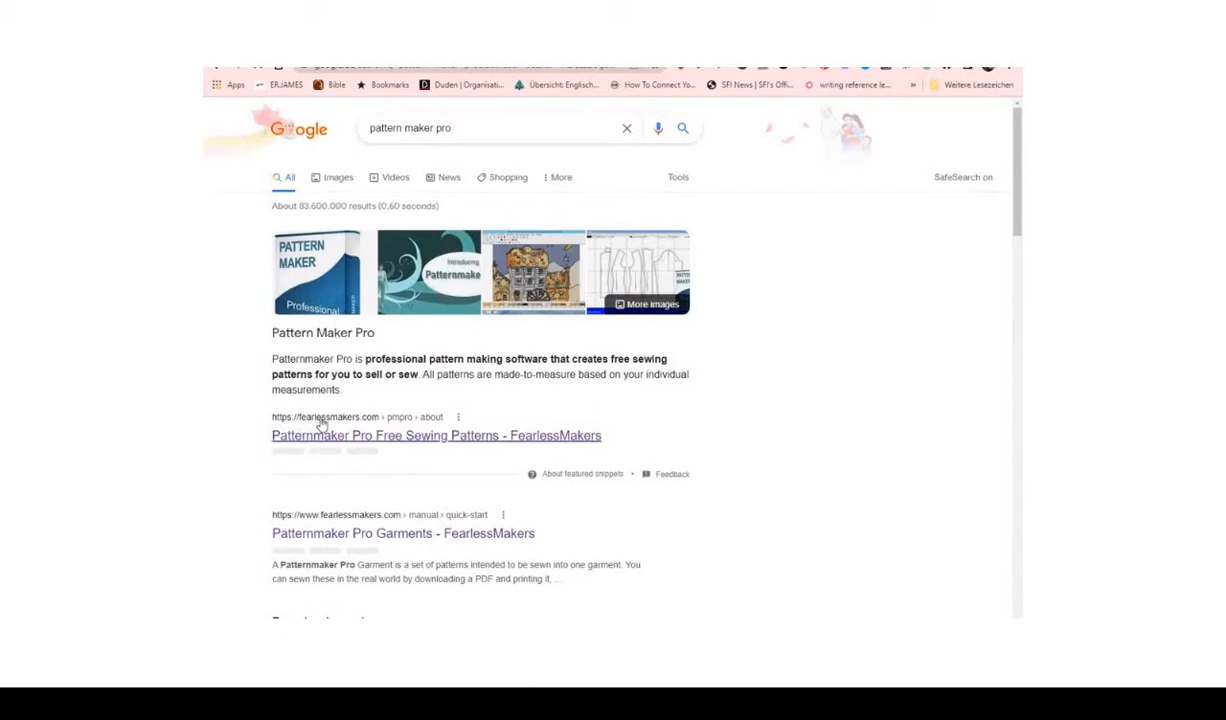 Apps ERJAMES Bible Bookmarks Duden | Organisati... Übersicht: Englisch... How To Connect Yo... SFI News | SFI's Offi... writing reference le... » Weitere Lesezeichen
Google pattern maker pro
All Images Videos News Shopping More Tools SafeSearch on
About 83.600.000 results (0,60 seconds)
PATTERN
MAKER
Professional
Introducing
Patternmake
More images
Pattern Maker Pro
Patternmaker Pro is professional pattern making software that creates free sewing
patterns for you to sell or sew. All patterns are made-to-measure based on your individual
measurements.
https://fearlessmakers.com › pmpro › about
Patternmaker Pro Free Sewing Patterns - FearlessMakers
About featured snippets • Feedback
https://www.fearlessmakers.com › manual › quick-start
Patternmaker Pro Garments - FearlessMakers
A Patternmaker Pro Garment is a set of patterns intended to be sewn into one garment. You
can sewn these in the real world by downloading a PDF and printing it, ...